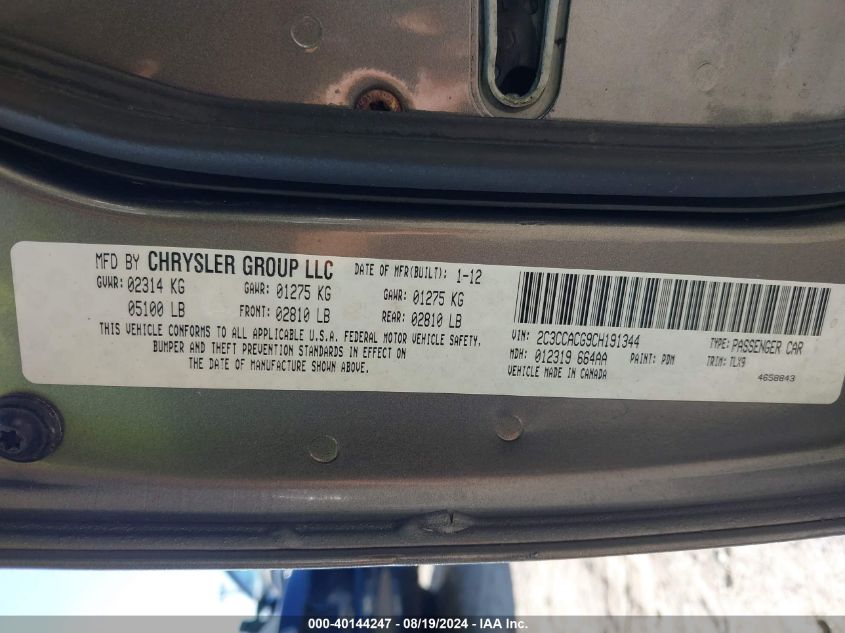 MFD BY CHRYSLER GROUP LLC DATE OF MFR(BUILT): 1-12
GVWR: 02314 KG GAWR: 01275 KG GAWR: 01275 KG
05100 LB FRONT: 02810 LB REAR: 02810 LB
THIS VEHICLE CONFORMS TO ALL APPLICABLE U.S.A. FEDERAL MOTOR VEHICLE SAFETY,
BUMPER AND THEFT PREVENTION STANDARDS IN EFFECT ON
THE DATE OF MANUFACTURE SHOWN ABOVE.
VIN: 2C3CCACG9CH191344 TYPE: PASSENGER CAR
MDH: 012319 664AA PAINT: PDM TRIM: TLX9
VEHICLE MADE IN CANADA 4658843
000-40144247 - 08/19/2024 - © IAA, Inc.